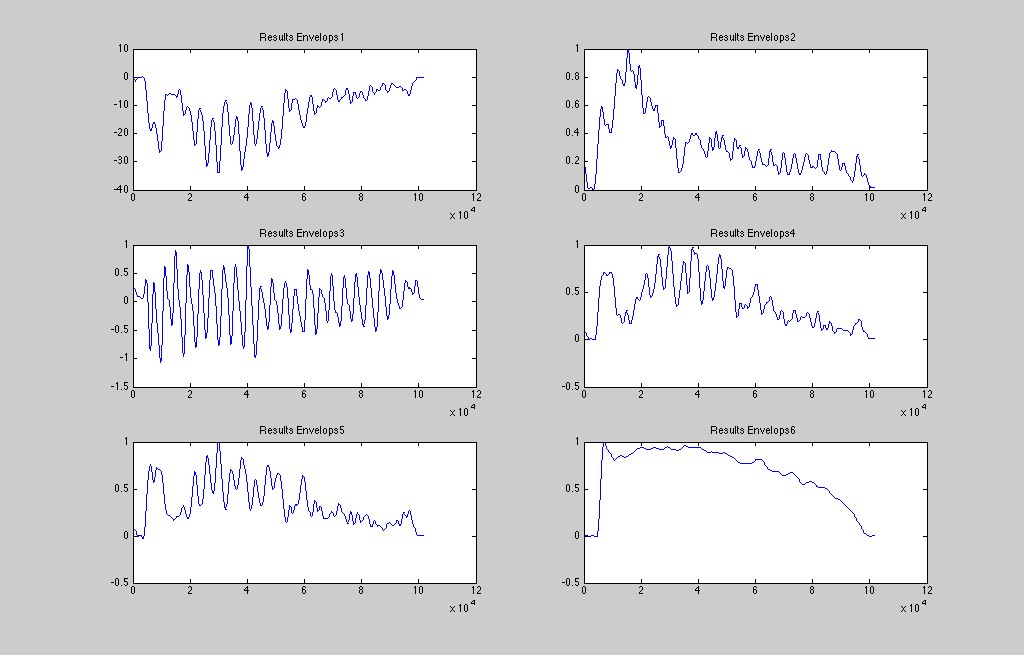 Results Envelops1
10
0
-10
-20
-30
-40
0 2 4 6 8 10 12
x 10^4
Results Envelops2
1
0.8
0.6
0.4
0.2
0
0 2 4 6 8 10 12
x 10^4
Results Envelops3
1
0.5
0
-0.5
-1
-1.5
0 2 4 6 8 10 12
x 10^4
Results Envelops4
1
0.5
0
-0.5
0 2 4 6 8 10 12
x 10^4
Results Envelops5
1
0.5
0
-0.5
0 2 4 6 8 10 12
x 10^4
Results Envelops6
1
0.5
0
-0.5
0 2 4 6 8 10 12
x 10^4